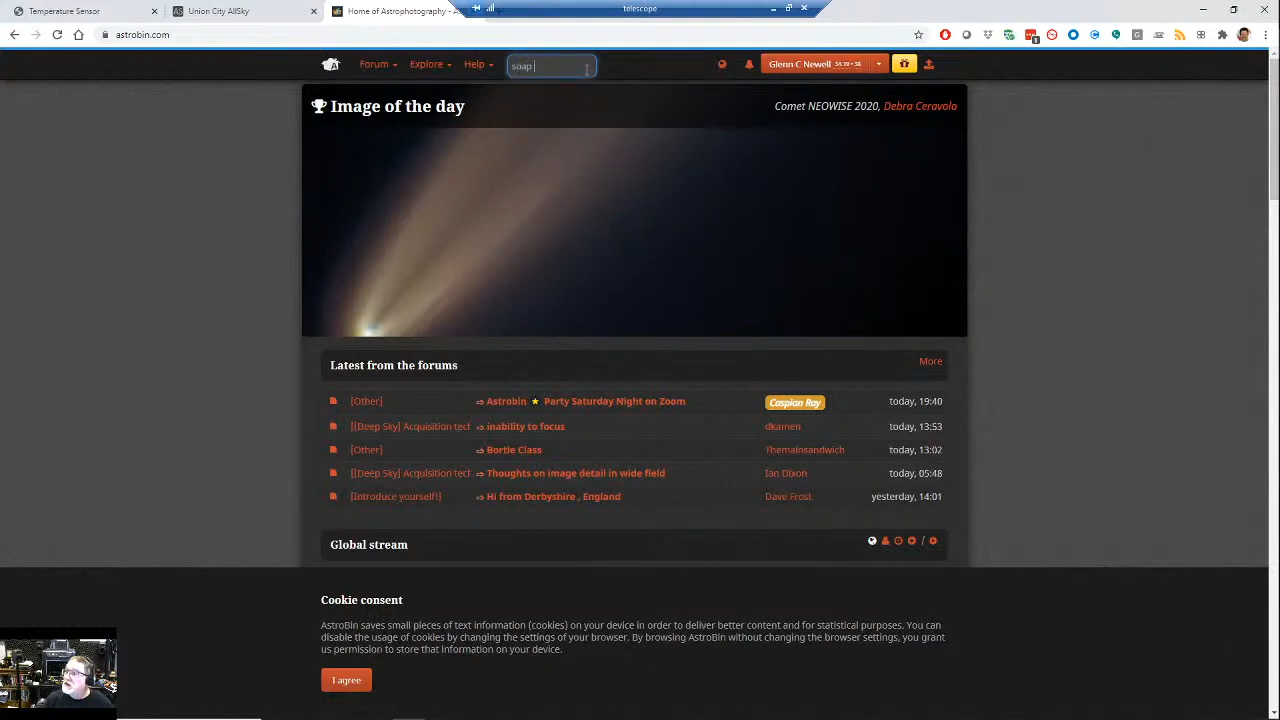 Temperature Sensor
Union City AllSky
Home of Astrophotography - A
telescope
astrobin.com
Forum
Explore
Help
soap
Glenn C Newell
Image of the day
Comet NEOWISE 2020, Debra Ceravolo
Latest from the forums
More
[Other] Astrobin Party Saturday Night on Zoom Caspian Ray today, 19:40
[[Deep Sky] Acquisition tech inability to focus dkamen today, 13:53
[Other] Bortle Class Themainsandwich today, 13:02
[[Deep Sky] Acquisition tech Thoughts on image detail in wide field Ian Dixon today, 05:48
[Introduce yourself!] Hi from Derbyshire , England Dave Frost yesterday, 14:01
Global stream
/
Cookie consent
AstroBin saves small pieces of text information (cookies) on your device in order to deliver better content and for statistical purposes. You can
disable the usage of cookies by changing the settings of your browser. By browsing AstroBin without changing the browser settings, you grant
us permission to store that information on your device.
I agree